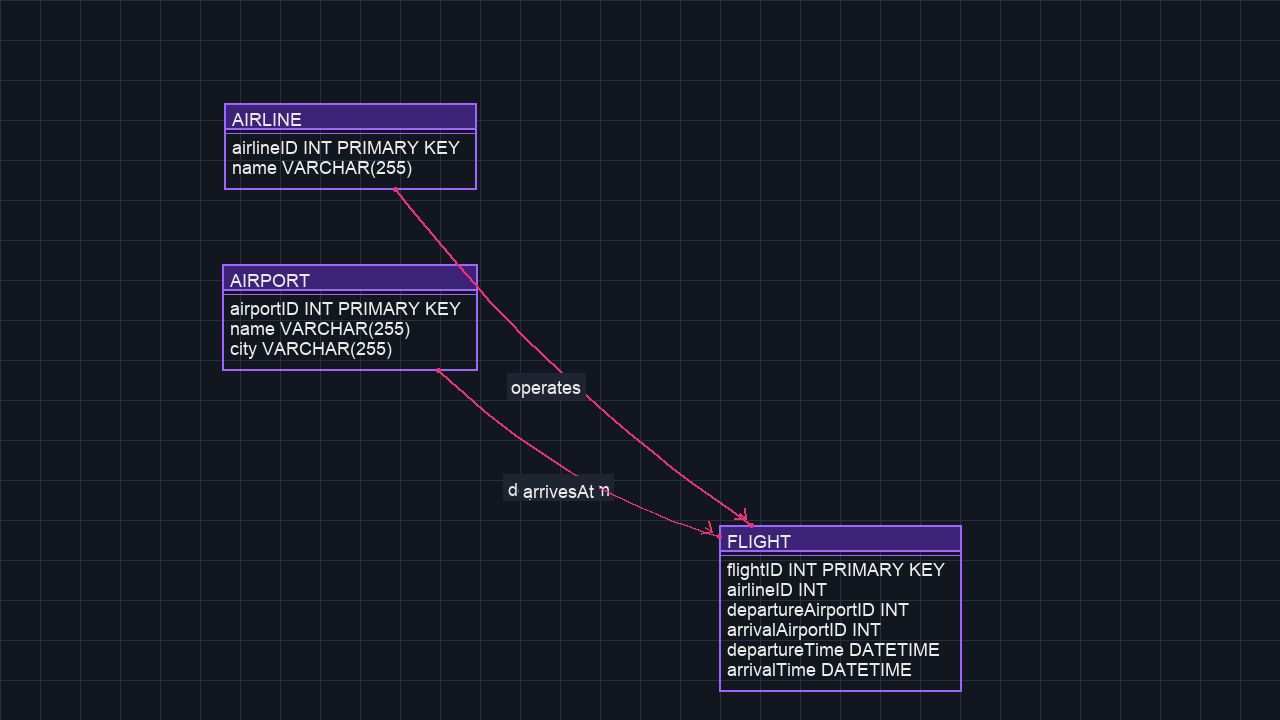 AIRLINE
airlineID INT PRIMARY KEY
name VARCHAR(255)
AIRPORT
airportID INT PRIMARY KEY
name VARCHAR(255)
city VARCHAR(255)
operates
arrivesAt
FLIGHT
flightID INT PRIMARY KEY
airlineID INT
departureAirportID INT
arrivalAirportID INT
departureTime DATETIME
arrivalTime DATETIME